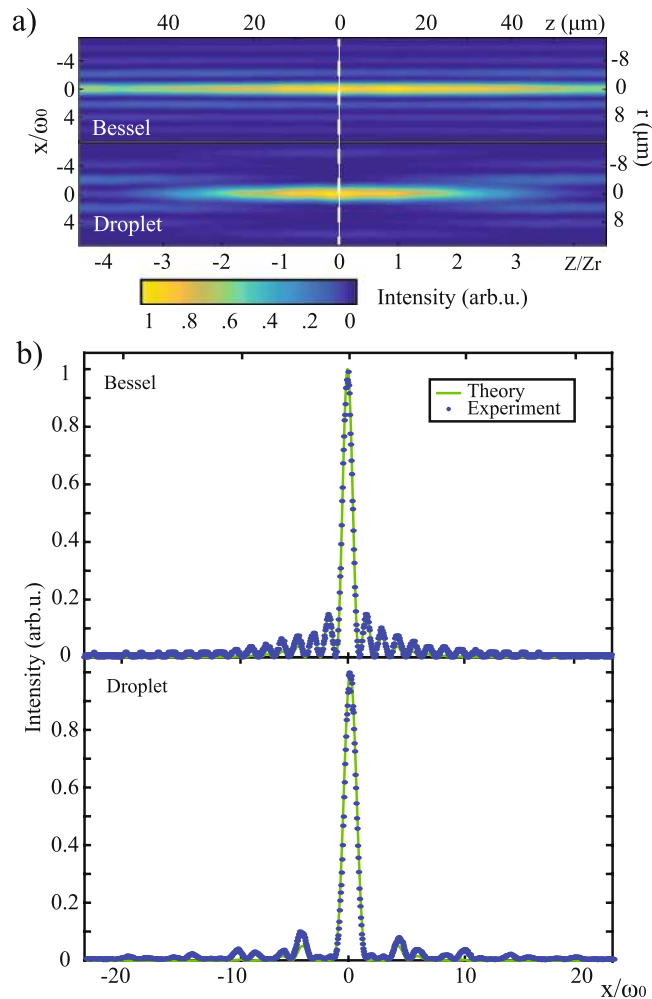 a)
40 20 0 20 40 z (μm)
-4
0
4
x/ω₀
-8
0
8
r (μm)
Bessel
-4
0
4
-8
0
8
Droplet
-4 -3 -2 -1 0 1 2 3 Z/Zr
1 .8 .6 .4 .2 0
Intensity (arb.u.)
b)
Bessel
Theory
Experiment
1
0.8
0.6
0.4
0.2
0
Intensity (arb.u.)
Droplet
0.8
0.6
0.4
0.2
0
-20 -10 0 10 20 x/ω₀